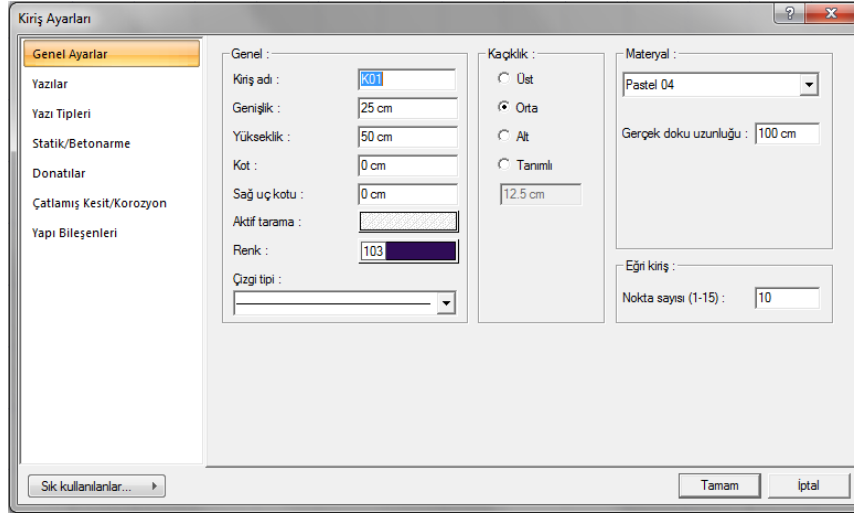 Kiriş Ayarları
Genel Ayarlar
Yazılar
Yazı Tipleri
Statik/Betonarme
Donatılar
Çatlamış Kesit/Korozyon
Yapı Bileşenleri
Genel :
Kiriş adı : K01
Genişlik : 25 cm
Yükseklik : 50 cm
Kot : 0 cm
Sağ uç kotu : 0 cm
Aktif tarama :
Renk : 103
Çizgi tipi :
Kaçıklık :
Üst
Orta
Alt
Tanımlı
12.5 cm
Materyal :
Pastel 04
Gerçek doku uzunluğu : 100 cm
Eğri kiriş :
Nokta sayısı (1-15) : 10
Sık kullanılanlar...
Tamam
İptal